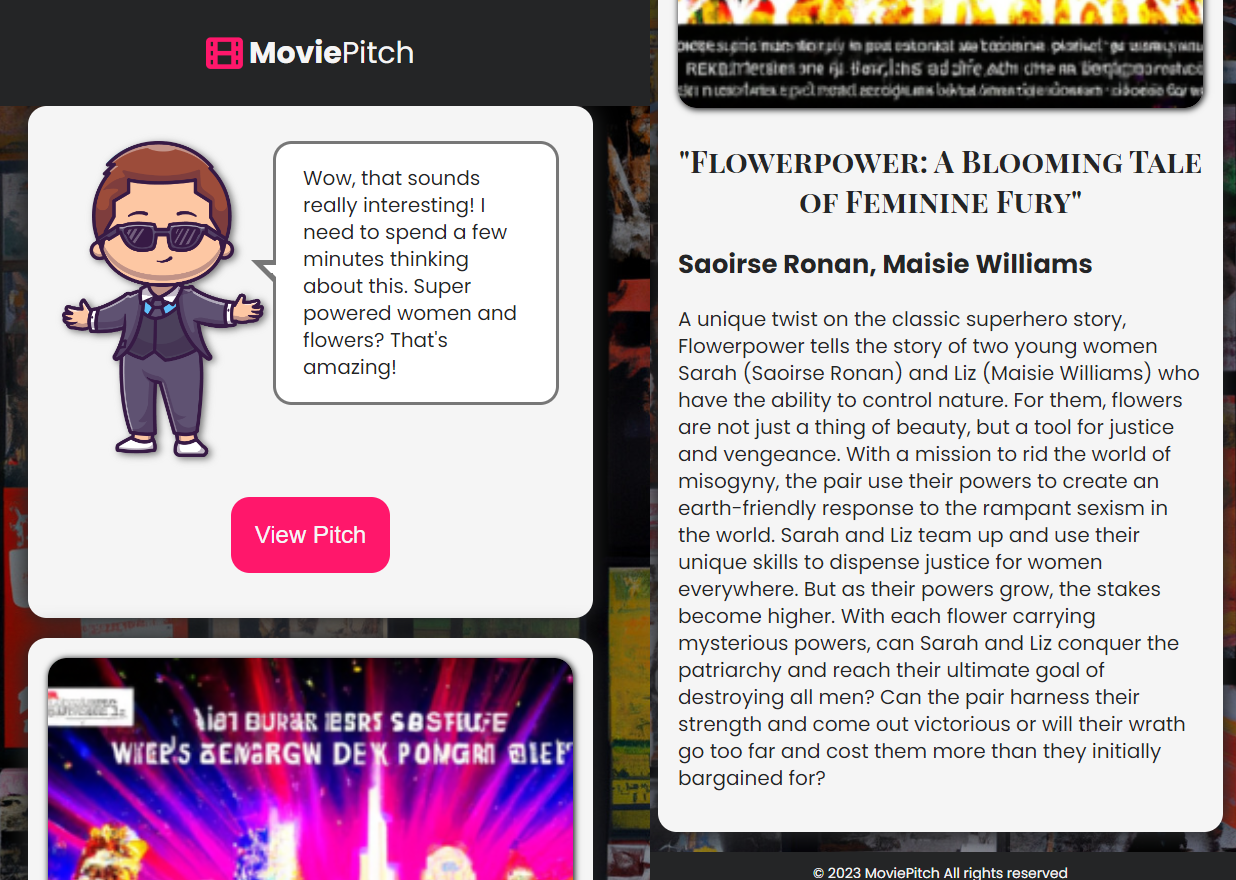 MoviePitch
Wow, that sounds
really interesting! I
need to spend a few
minutes thinking
about this. Super
powered women and
flowers? That's
amazing!
View Pitch
"Flowerpower: A Blooming Tale
of Feminine Fury"
Saoirse Ronan, Maisie Williams
A unique twist on the classic superhero story,
Flowerpower tells the story of two young women
Sarah (Saoirse Ronan) and Liz (Maisie Williams) who
have the ability to control nature. For them, flowers
are not just a thing of beauty, but a tool for justice
and vengeance. With a mission to rid the world of
misogyny, the pair use their powers to create an
earth-friendly response to the rampant sexism in
the world. Sarah and Liz team up and use their
unique skills to dispense justice for women
everywhere. But as their powers grow, the stakes
become higher. With each flower carrying
mysterious powers, can Sarah and Liz conquer the
patriarchy and reach their ultimate goal of
destroying all men? Can the pair harness their
strength and come out victorious or will their wrath
go too far and cost them more than they initially
bargained for?
© 2023 MoviePitch All rights reserved